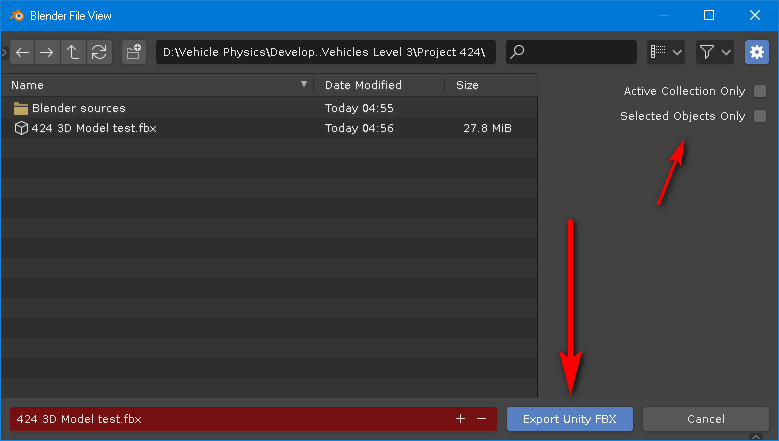 Blender File View
D:\Vehicle Physics\Develop..Vehicles Level 3\Project 424\
Name Date Modified Size
Blender sources Today 04:55
424 3D Model test.fbx Today 04:56 27.8 MiB
Active Collection Only
Selected Objects Only
424 3D Model test.fbx + − Export Unity FBX Cancel